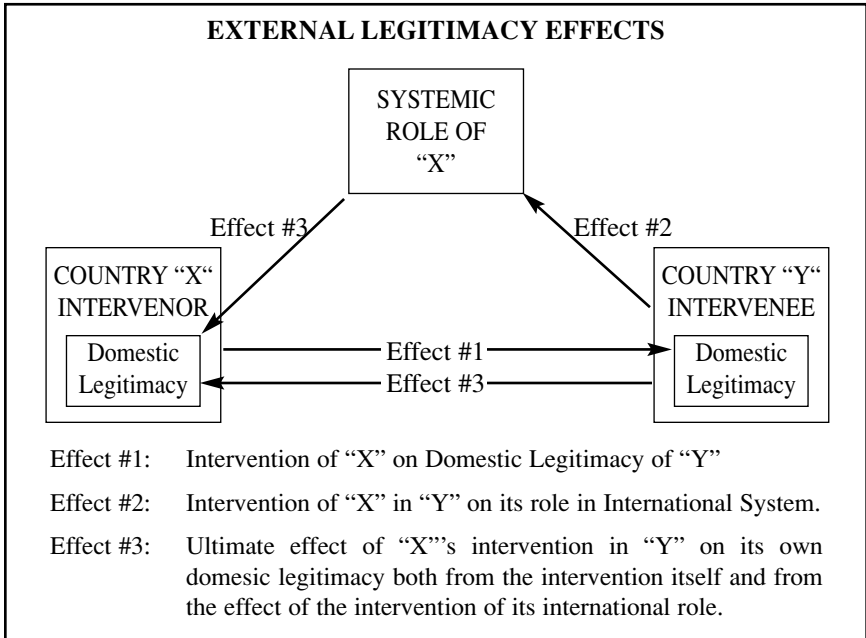 EXTERNAL LEGITIMACY EFFECTS
SYSTEMIC
ROLE OF
“X”
Effect #3
Effect #2
COUNTRY “X“
INTERVENOR
Domestic
Legitimacy
COUNTRY “Y“
INTERVENEE
Domestic
Legitimacy
Effect #1
Effect #3
Effect #1: Intervention of “X” on Domestic Legitimacy of “Y”
Effect #2: Intervention of “X” in “Y” on its role in International System.
Effect #3: Ultimate effect of “X”’s intervention in “Y” on its own
domesic legitimacy both from the intervention itself and from
the effect of the intervention of its international role.